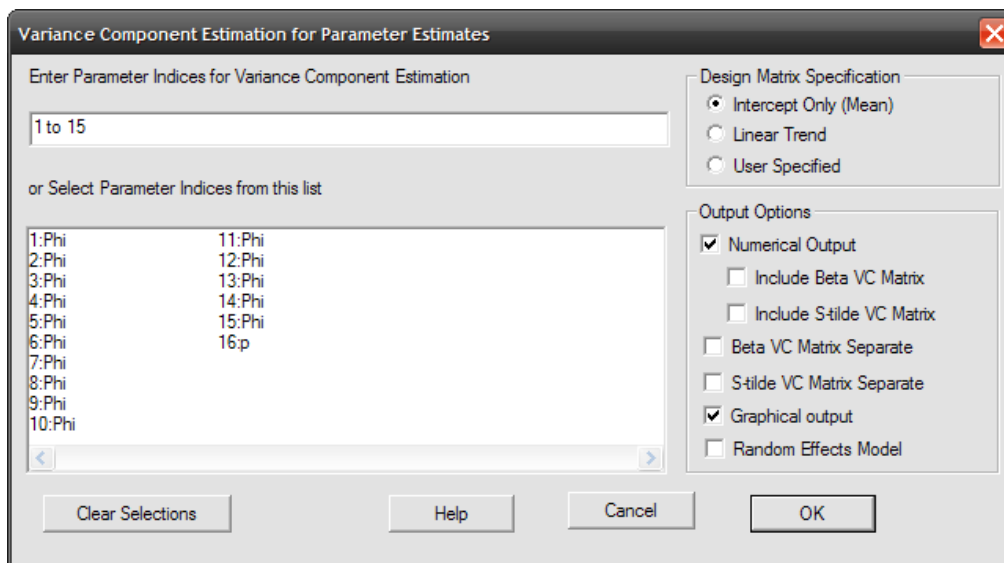 Variance Component Estimation for Parameter Estimates
Enter Parameter Indices for Variance Component Estimation
1 to 15
or Select Parameter Indices from this list
1:Phi 11:Phi
2:Phi 12:Phi
3:Phi 13:Phi
4:Phi 14:Phi
5:Phi 15:Phi
6:Phi 16:p
7:Phi
8:Phi
9:Phi
10:Phi
Design Matrix Specification
Intercept Only (Mean)
Linear Trend
User Specified
Output Options
Numerical Output
Include Beta VC Matrix
Include S-tilde VC Matrix
Beta VC Matrix Separate
S-tilde VC Matrix Separate
Graphical output
Random Effects Model
Clear Selections Help Cancel OK